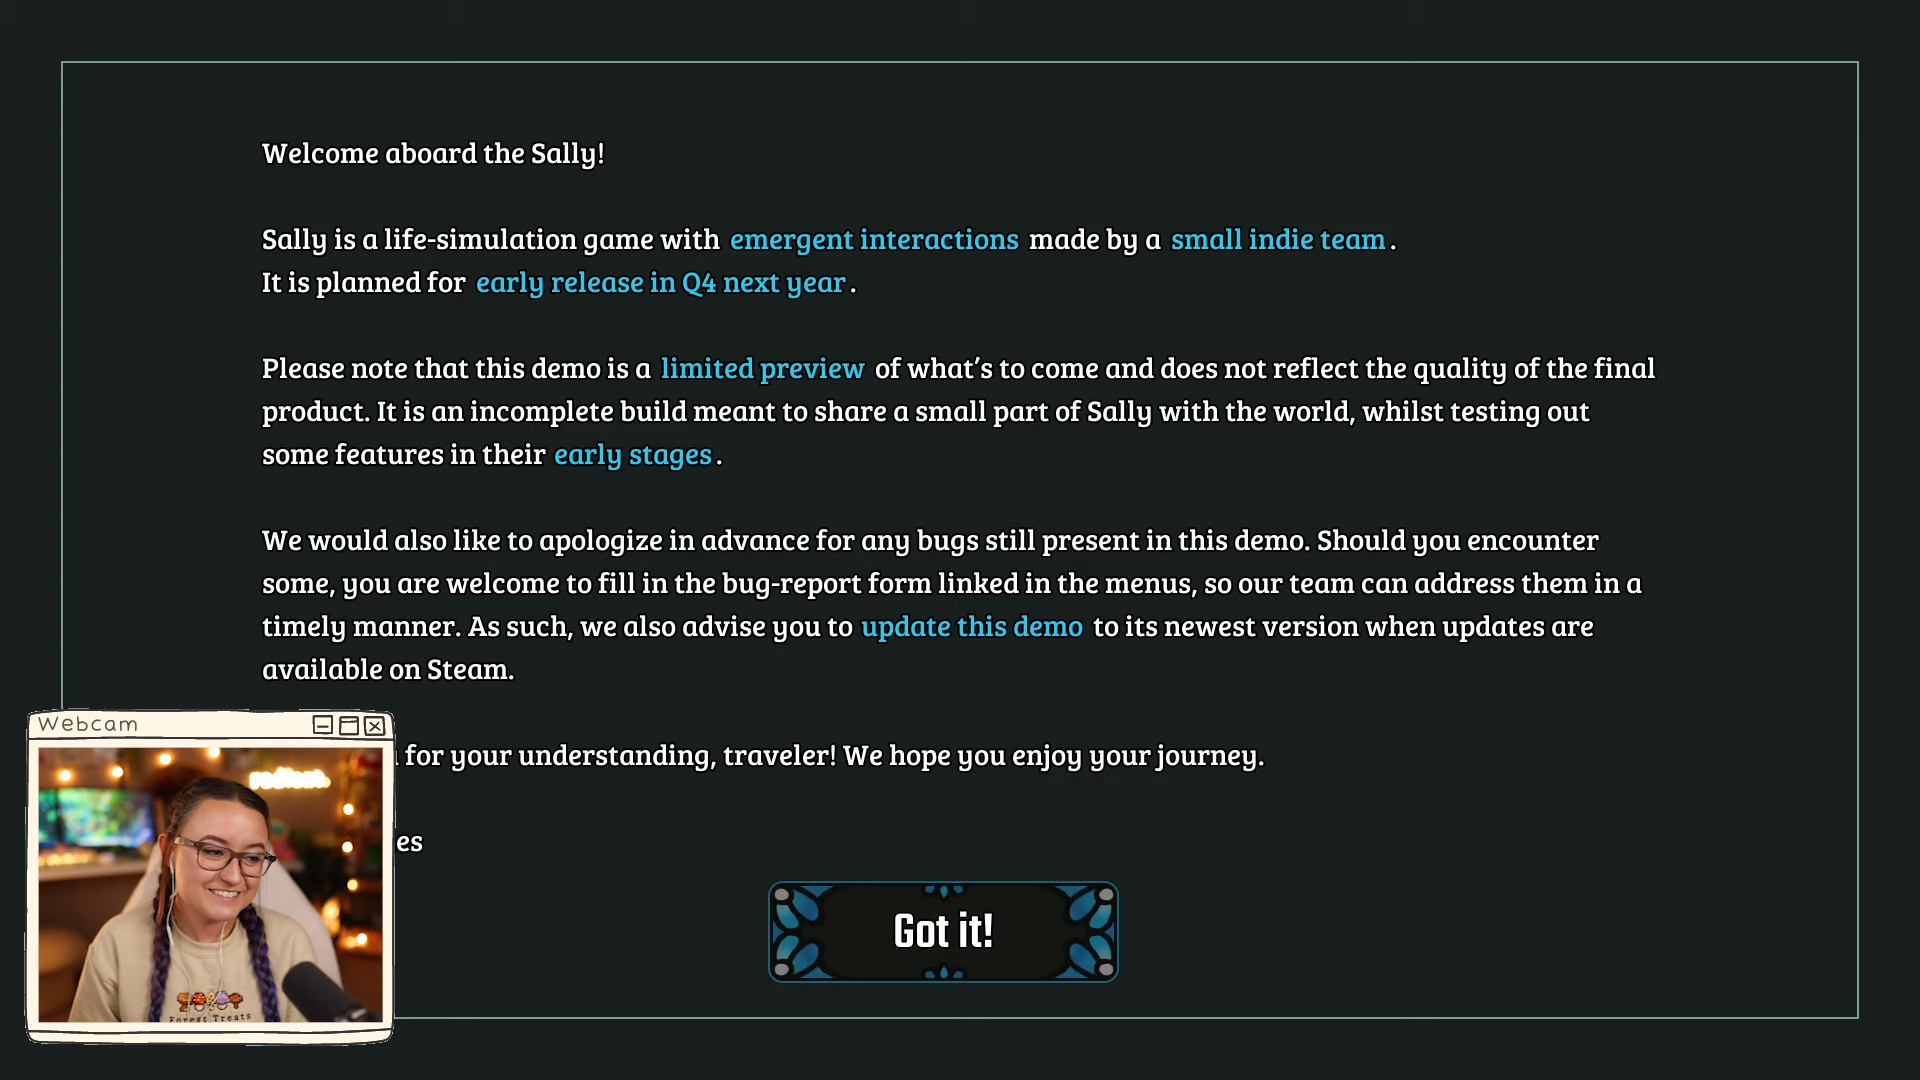 Welcome aboard the Sally!
Sally is a life-simulation game with emergent interactions made by a small indie team.
It is planned for early release in Q4 next year.
Please note that this demo is a limited preview of what's to come and does not reflect the quality of the final
product. It is an incomplete build meant to share a small part of Sally with the world, whilst testing out
some features in their early stages.
We would also like to apologize in advance for any bugs still present in this demo. Should you encounter
some, you are welcome to fill in the bug-report form linked in the menus, so our team can address them in a
timely manner. As such, we also advise you to update this demo to its newest version when updates are
available on Steam.
for your understanding, traveler! We hope you enjoy your journey.
es
Got it!
Webcam
Forest Treats